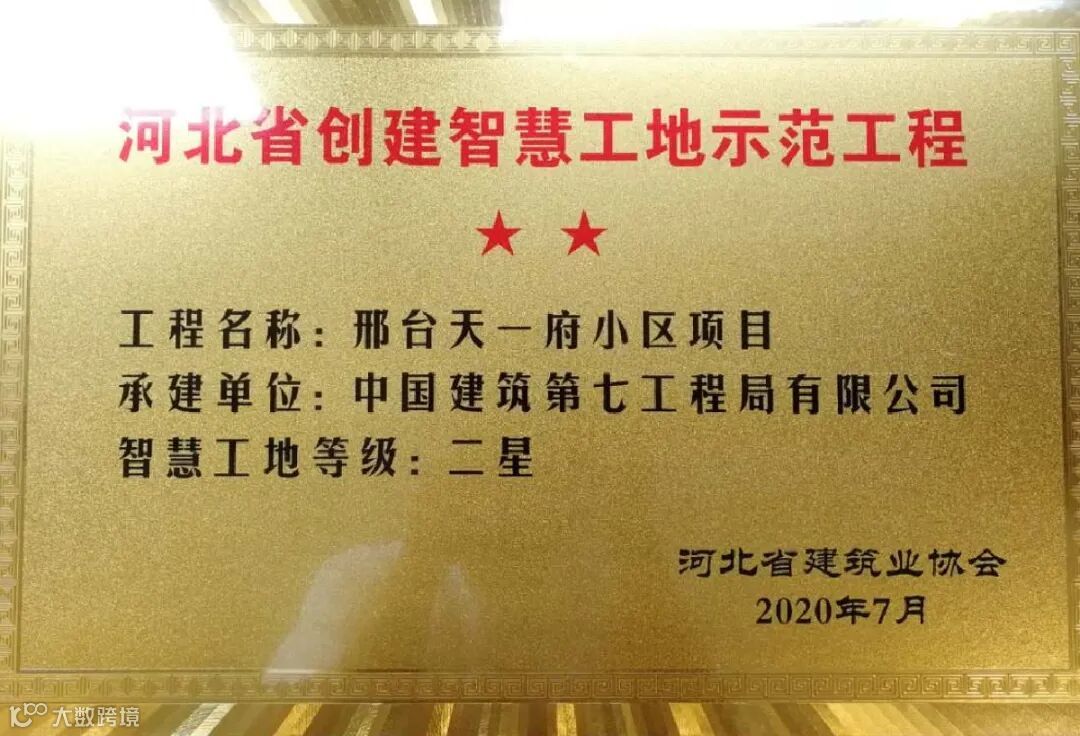 河北省创建智慧工地示范工程
★ ★
工程名称：邢台天一府小区项目
承建单位：中国建筑第七工程局有限公司
智慧工地等级：二星
河北省建筑业协会
2020年7月
大数跨境